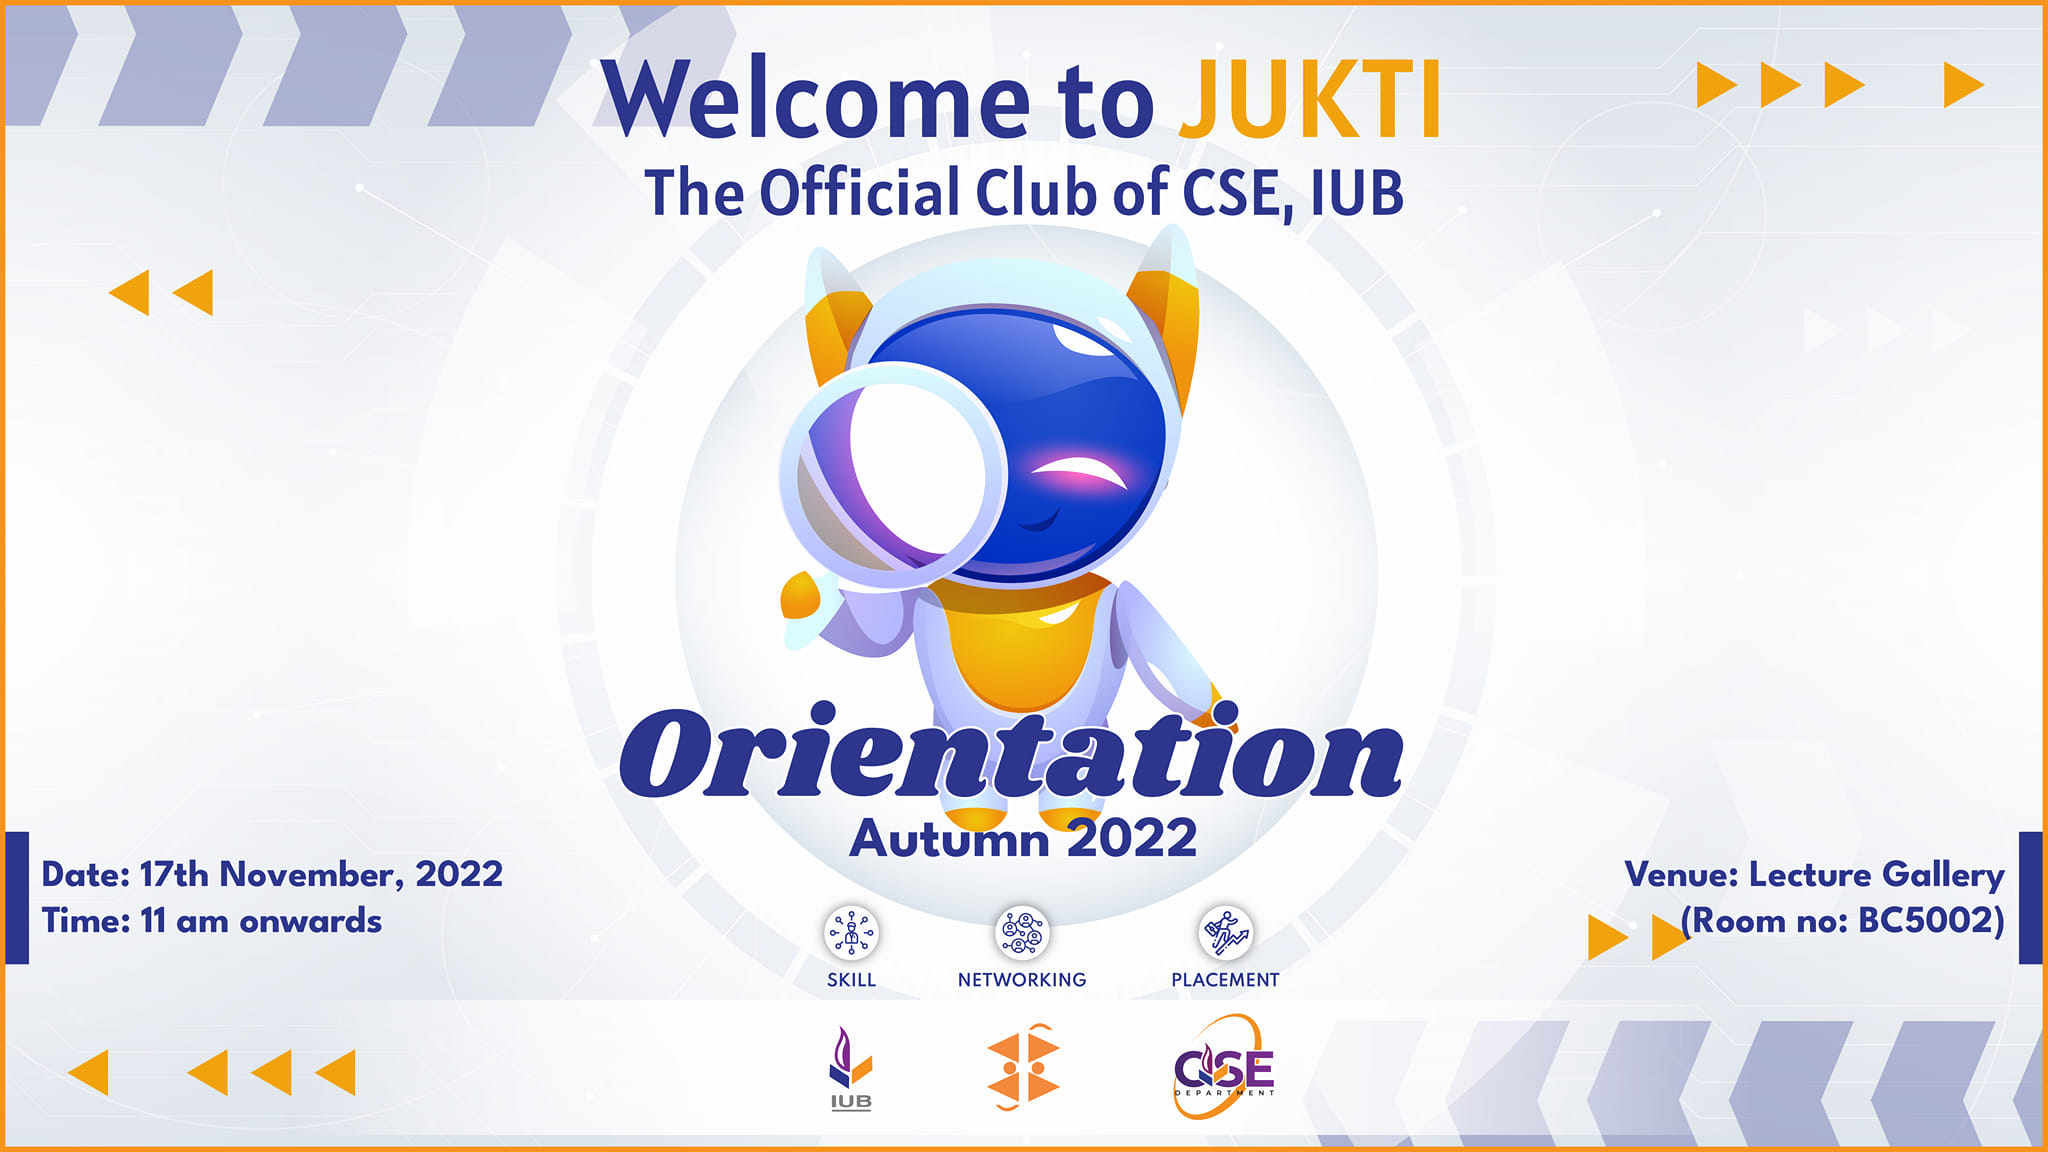 Welcome to JUKTI
The Official Club of CSE, IUB
Orientation
Autumn 2022
Date: 17th November, 2022
Time: 11 am onwards
Venue: Lecture Gallery
(Room no: BC5002)
SKILL
NETWORKING
PLACEMENT
IUB
CSE
DEPARTMENT